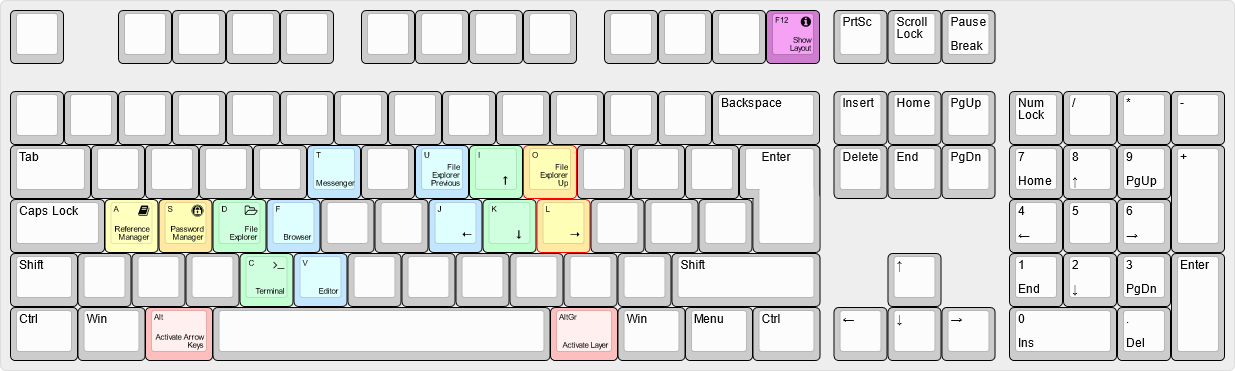 F12
Show
Layout
PrtSc
Scroll
Lock
Pause
Break
Backspace
Insert
Home
PgUp
Num
Lock
/
*
-
Tab
T
Messenger
U
File
Explorer
Previous
I
↑
O
File
Explorer
Up
Enter
Delete
End
PgDn
7
Home
8
↑
9
PgUp
+
Caps Lock
A
Reference
Manager
S
Password
Manager
D
File
Explorer
F
Browser
J
←
K
↓
L
→
4
←
5
6
→
Shift
C
>_
Terminal
V
Editor
Shift
↑
1
End
2
↓
3
PgDn
Enter
Ctrl
Win
Alt
Activate Arrow
Keys
AltGr
Activate Layer
Win
Menu
Ctrl
←
↓
→
0
Ins
.
Del